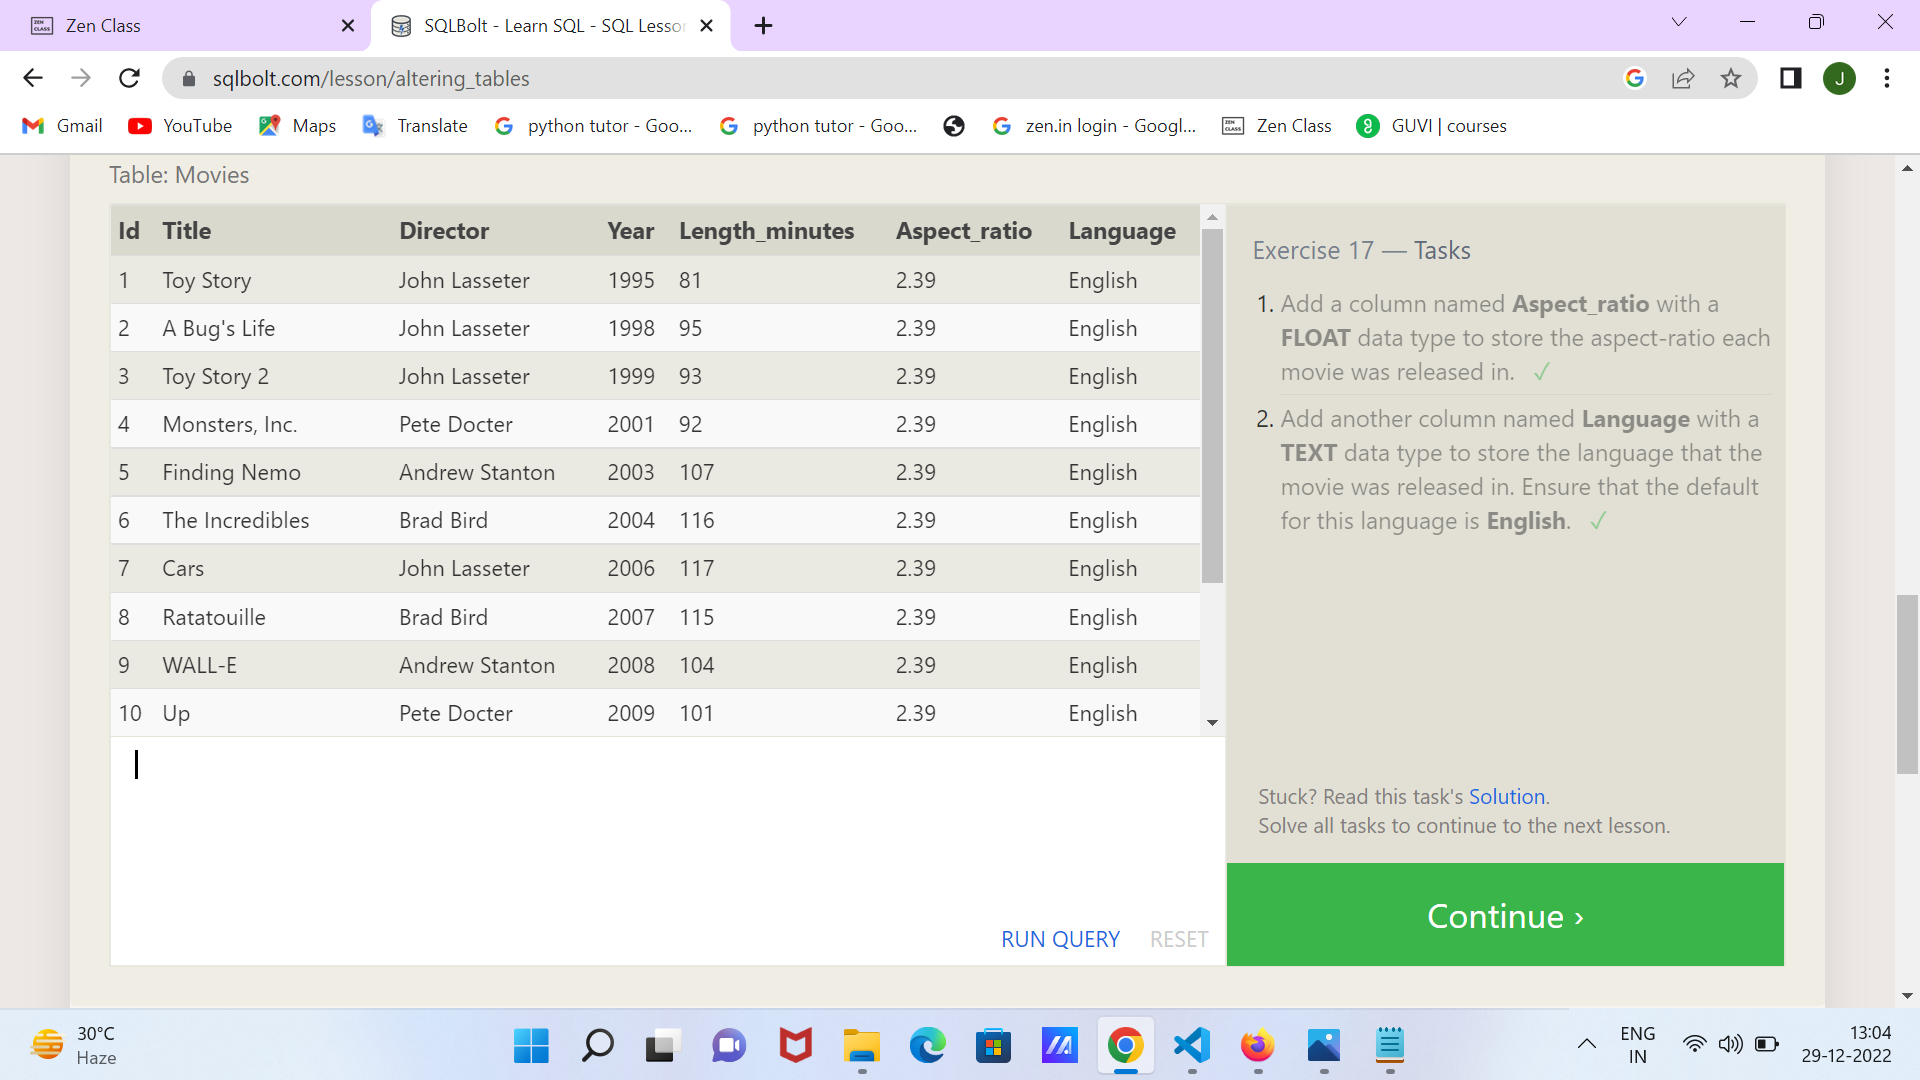 Zen Class
SQLBolt - Learn SQL - SQL Lesso
sqlbolt.com/lesson/altering_tables
J
Gmail
YouTube
Maps
Translate
python tutor - Goo...
python tutor - Goo...
zen.in login - Googl...
Zen Class
GUVI | courses
Table: Movies
Id Title Director Year Length_minutes Aspect_ratio Language
1 Toy Story John Lasseter 1995 81 2.39 English
2 A Bug's Life John Lasseter 1998 95 2.39 English
3 Toy Story 2 John Lasseter 1999 93 2.39 English
4 Monsters, Inc. Pete Docter 2001 92 2.39 English
5 Finding Nemo Andrew Stanton 2003 107 2.39 English
6 The Incredibles Brad Bird 2004 116 2.39 English
7 Cars John Lasseter 2006 117 2.39 English
8 Ratatouille Brad Bird 2007 115 2.39 English
9 WALL-E Andrew Stanton 2008 104 2.39 English
10 Up Pete Docter 2009 101 2.39 English
RUN QUERY RESET
Exercise 17 — Tasks
1. Add a column named Aspect_ratio with a
FLOAT data type to store the aspect-ratio each
movie was released in. ✓
2. Add another column named Language with a
TEXT data type to store the language that the
movie was released in. Ensure that the default
for this language is English. ✓
Stuck? Read this task's Solution.
Solve all tasks to continue to the next lesson.
Continue ›
30°C
Haze
ENG
IN
13:04
29-12-2022